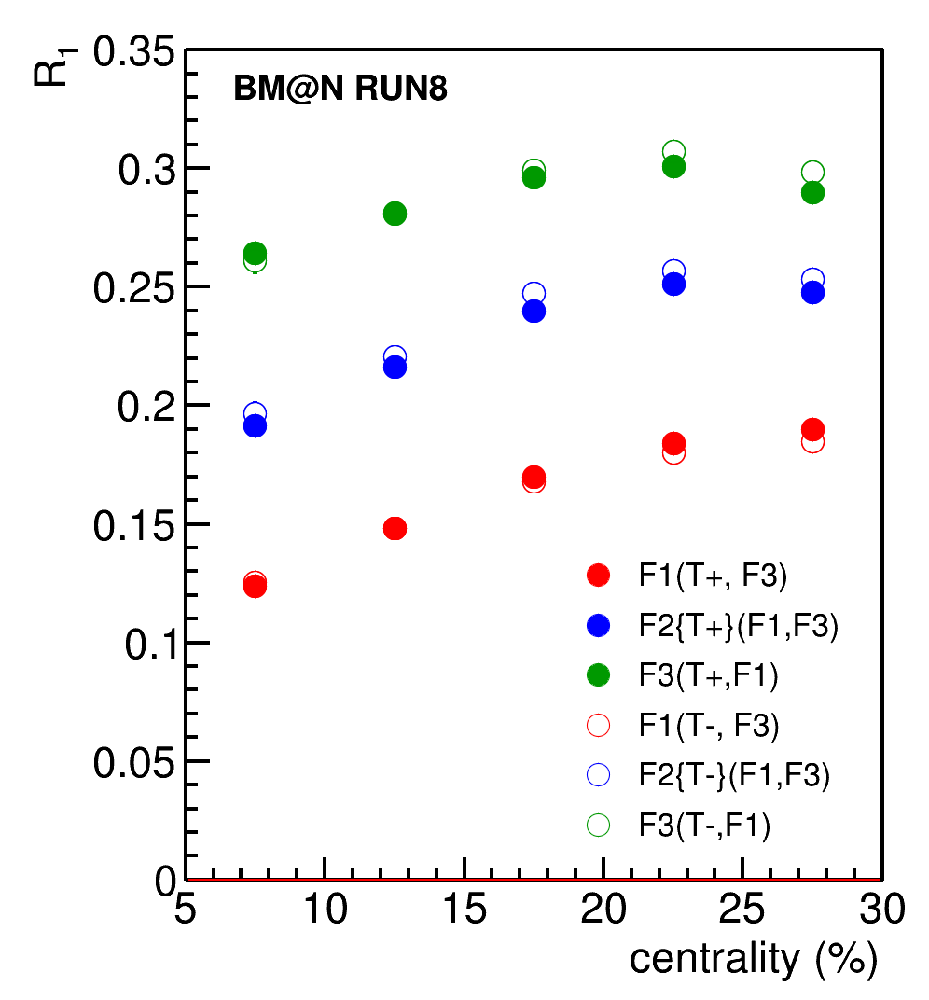 R1
BM@N RUN8
0.35
0.3
0.25
0.2
0.15
0.1
0.05
0
5 10 15 20 25 30
centrality (%)
F1(T+, F3)
F2{T+}(F1,F3)
F3(T+,F1)
F1(T-, F3)
F2{T-}(F1,F3)
F3(T-,F1)